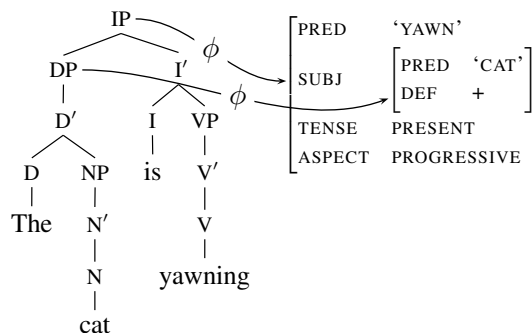 IP ϕ PRED ‘YAWN’
DP I′ SUBJ PRED ‘CAT’
ϕ DEF +
D′ I VP TENSE PRESENT
D NP is V′ ASPECT PROGRESSIVE
The N′ V
N yawning
cat